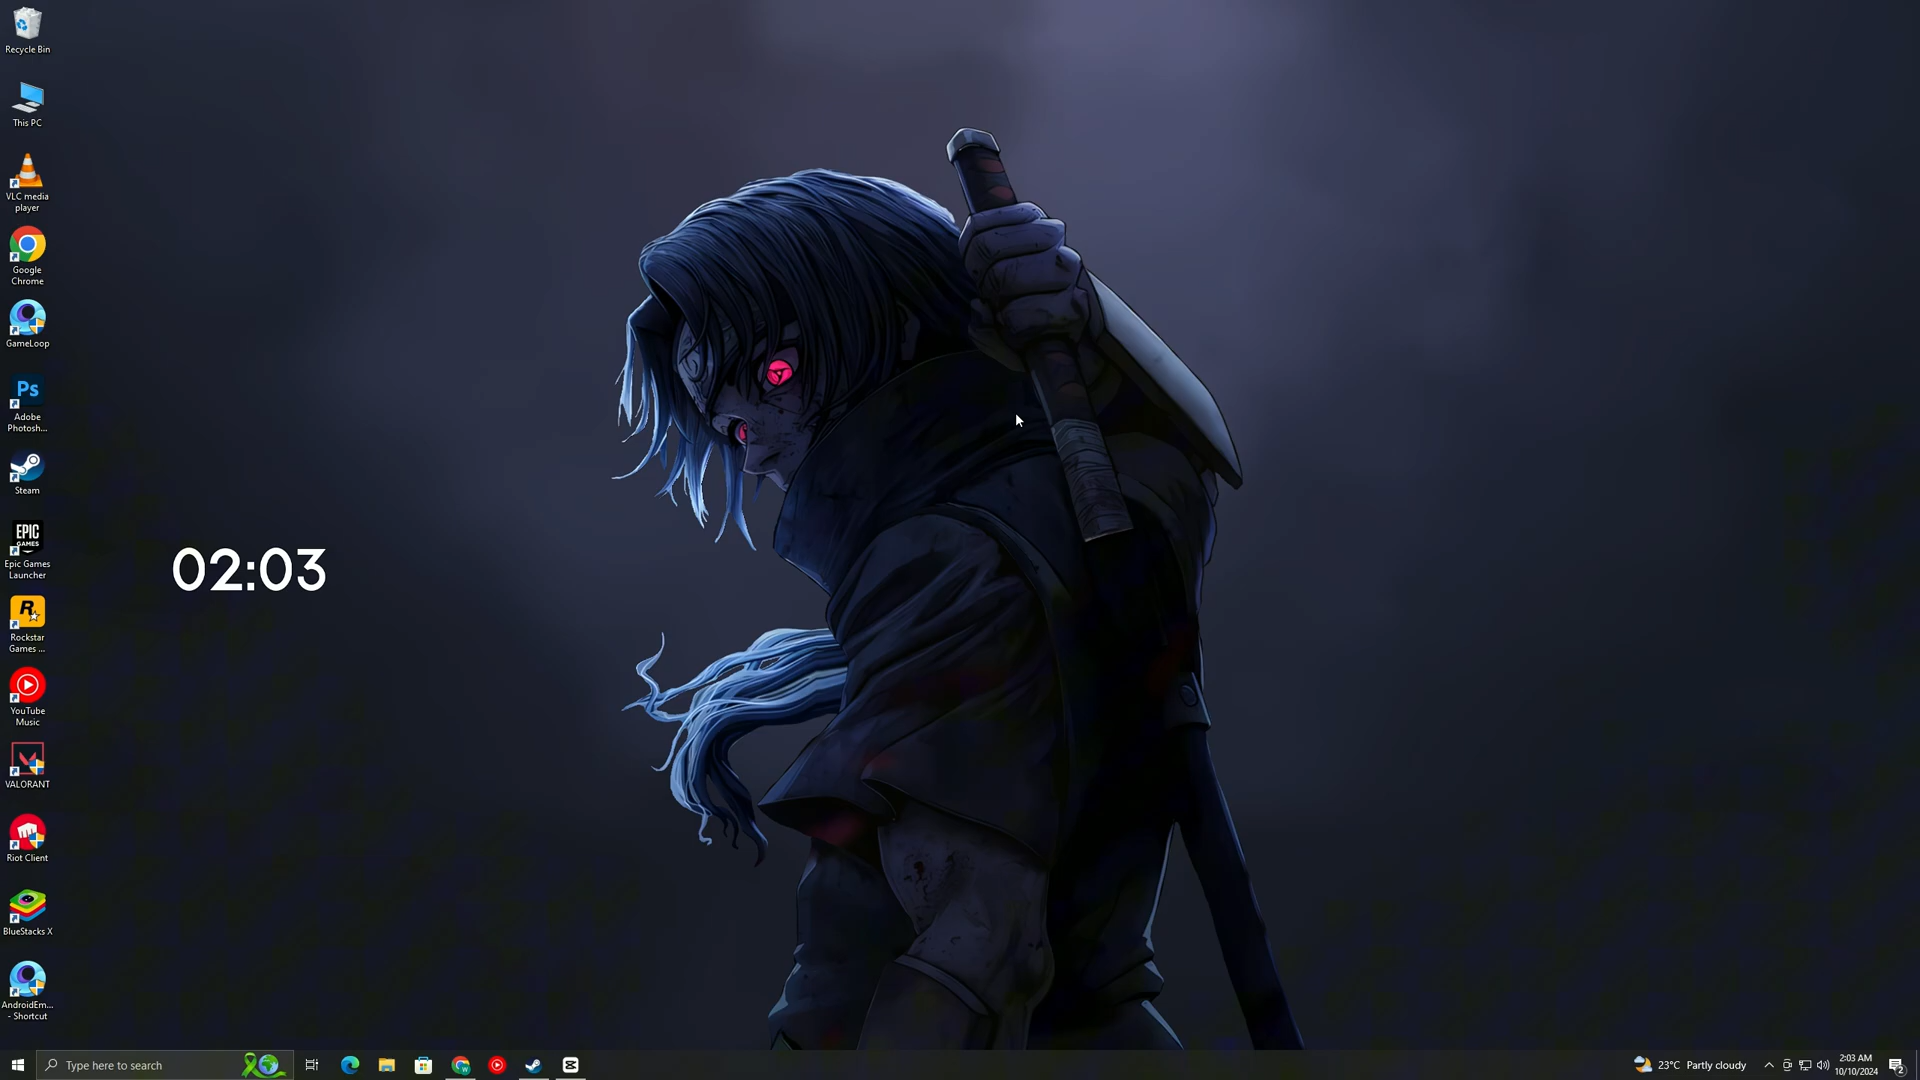 Recycle Bin
This PC
VLC media
player
Google
Chrome
GameLoop
Ps
Adobe
Photosh...
Steam
EPIC
GAMES
Epic Games
Launcher
R
Rockstar
Games ...
YouTube
Music
VALORANT
Riot Client
BlueStacks X
AndroidEm...
- Shortcut
02:03
Type here to search
23°C Partly cloudy
2:03 AM
10/10/2024
2